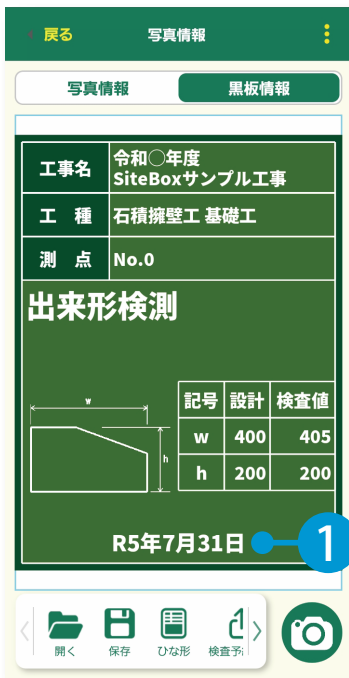 戻る 写真情報
写真情報 黒板情報
工事名 令和○年度
SiteBoxサンプル工事
工 種 石積擁壁工 基礎工
測 点 No.0
出来形検測
記号 設計 検査値
w
w 400 405
h
h 200 200
R5年7月31日 1
開く 保存 ひな形